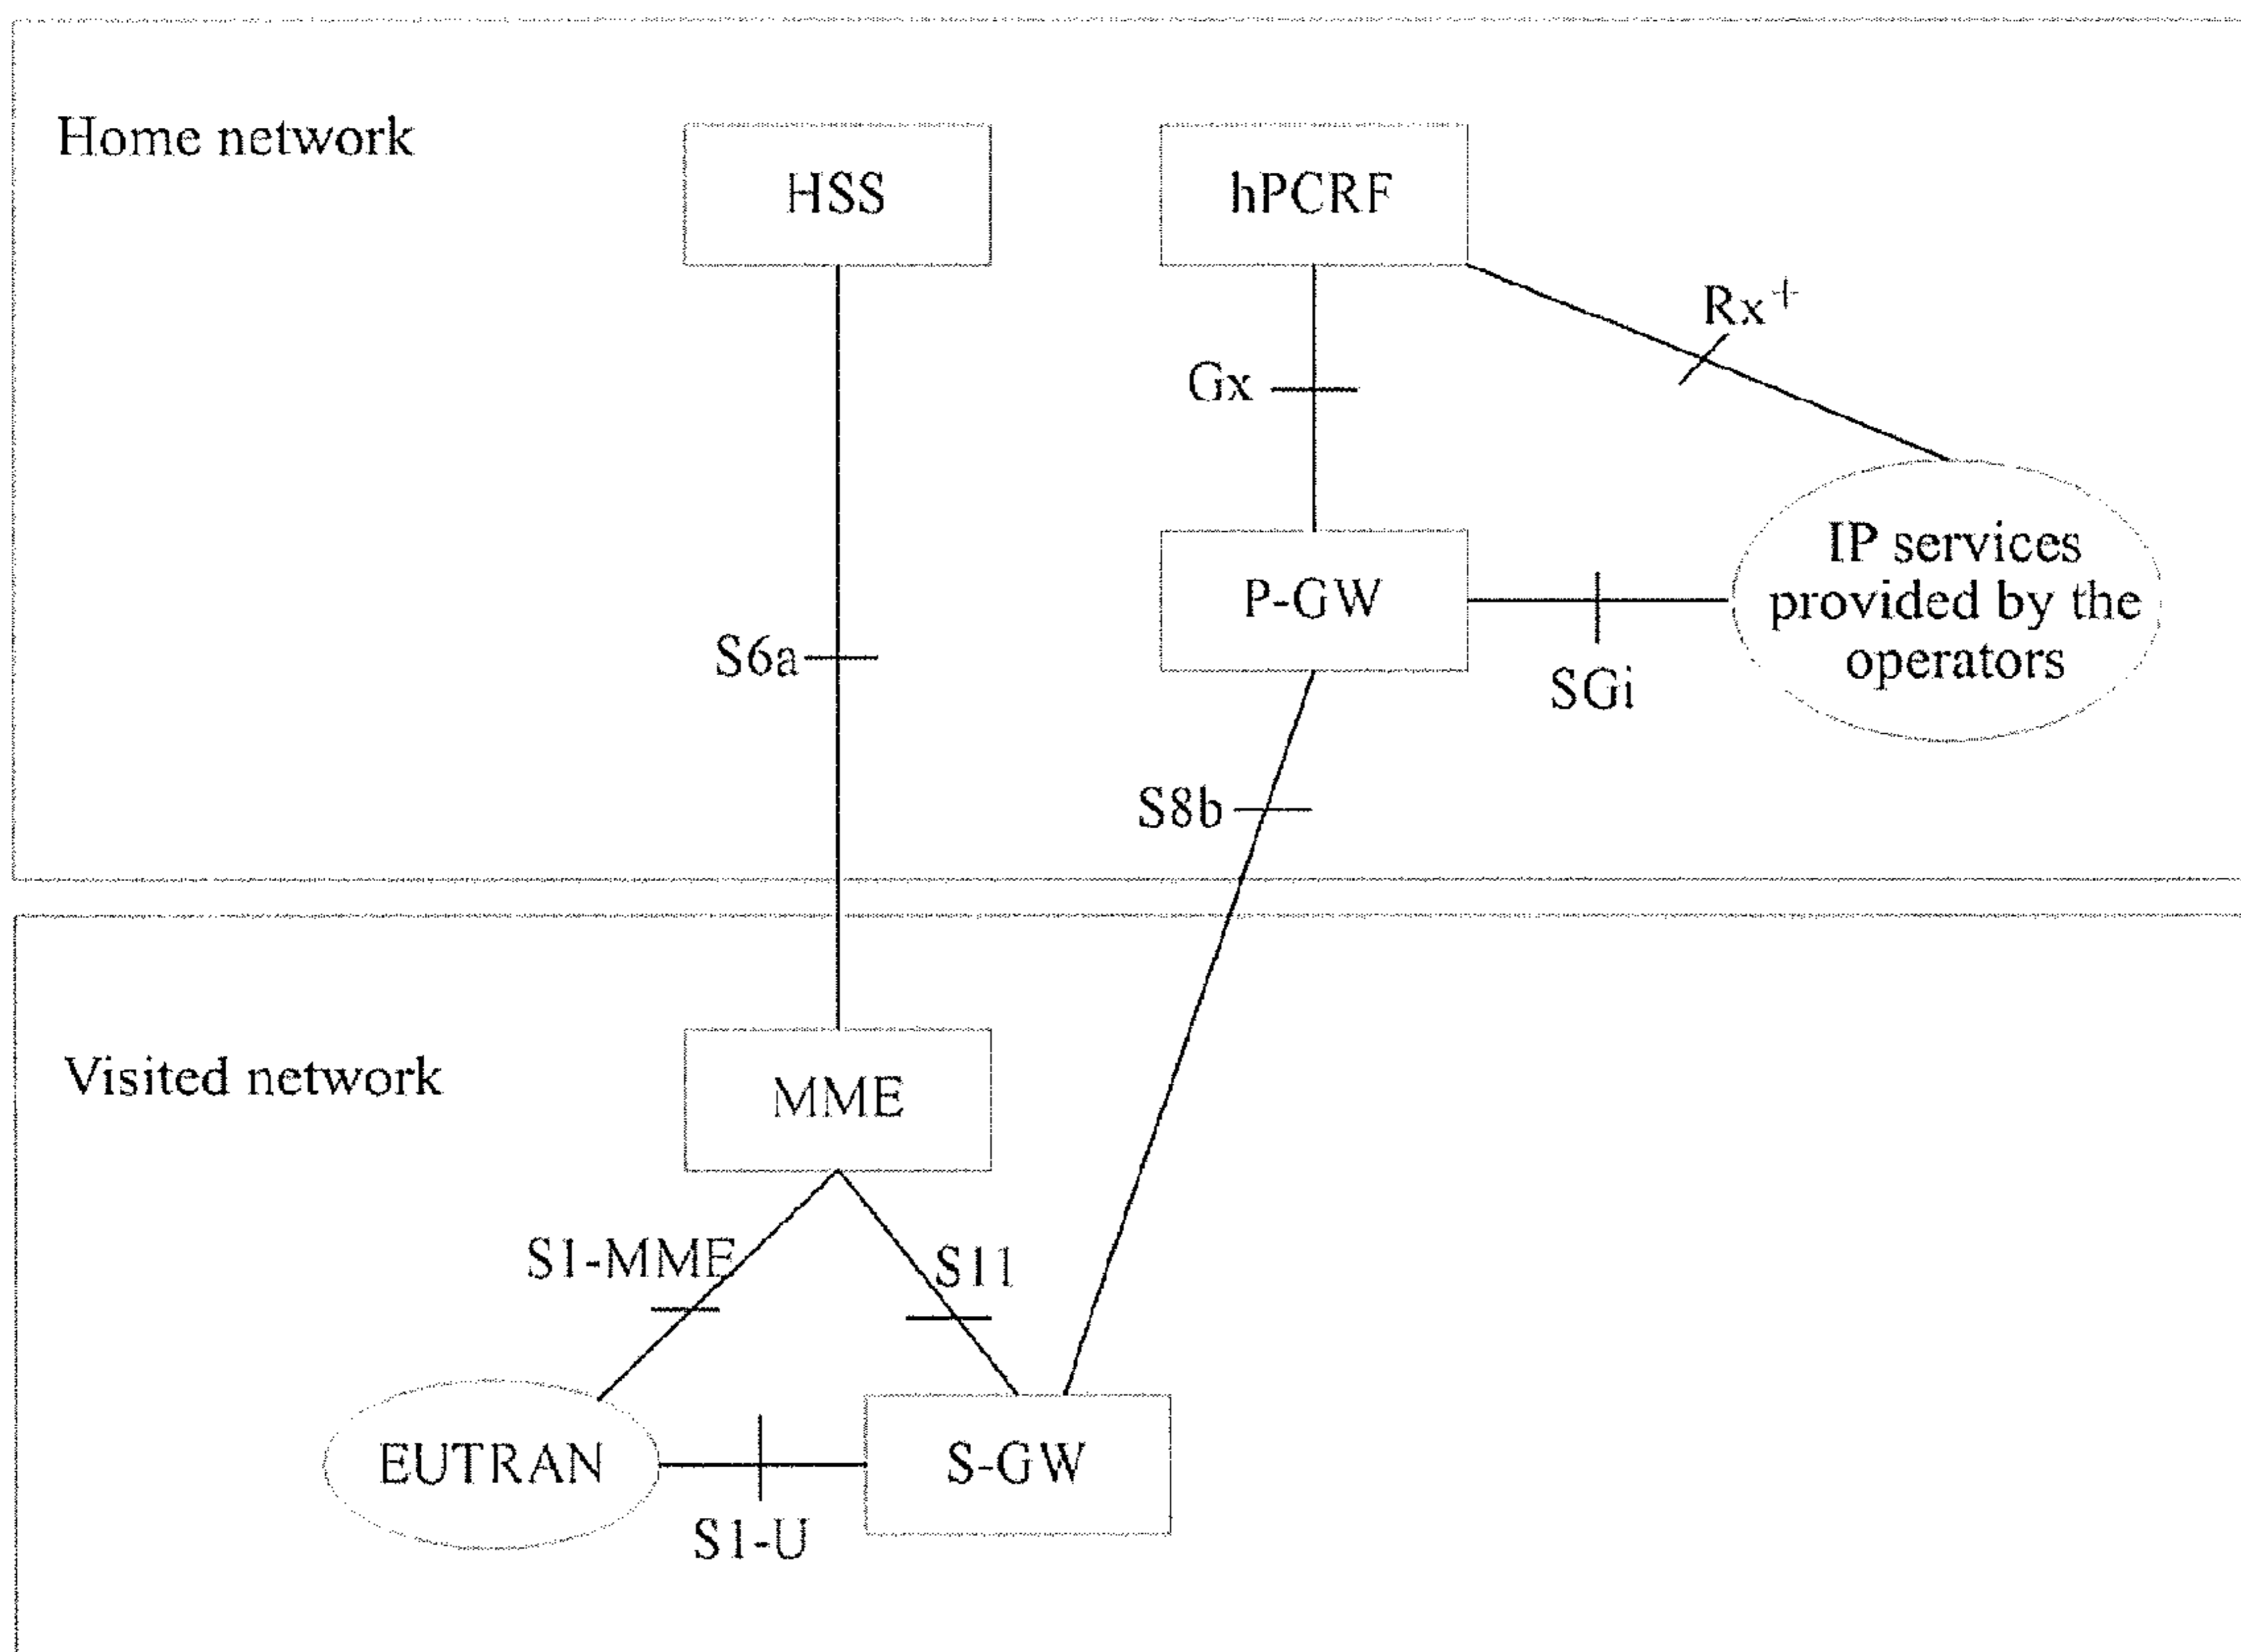 Home network
HSS
hPCRF
Rx+
Gx
IP services
provided by the
operators
P-GW
S6a
SGi
S8b
Visited network
MME
S1-MME
S11
EUTRAN
S-GW
S1-U